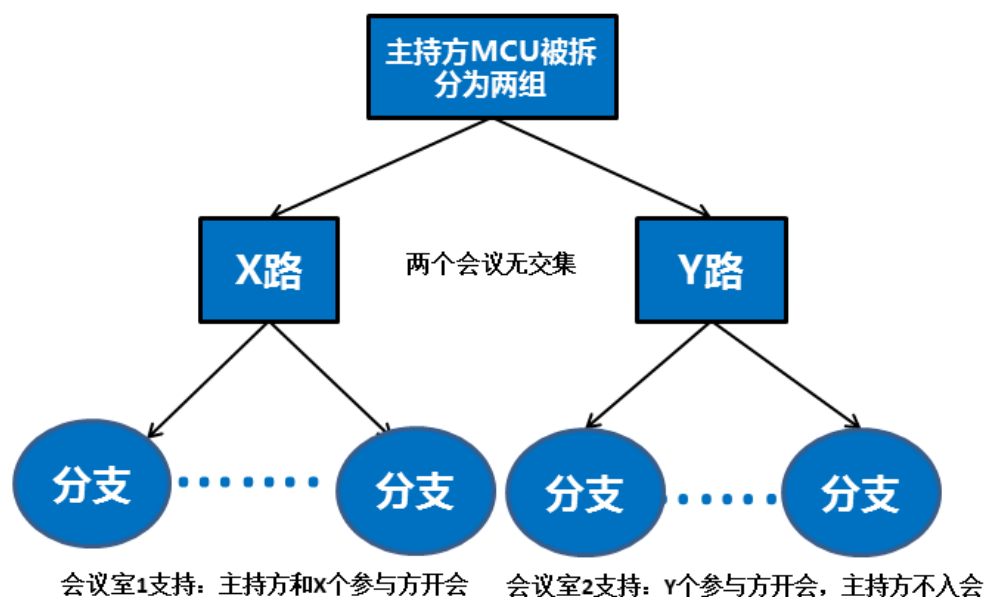 主持方MCU被拆
分为两组
X路
两个会议无交集
Y路
分支
分支
分支
分支
会议室1支持：主持方和X个参与方开会
会议室2支持：Y个参与方开会，主持方不入会